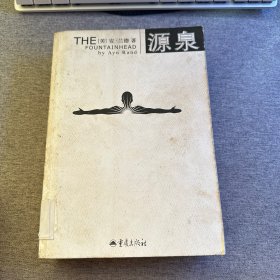 THE [美] 安·兰德 著
FOUNTAINHEAD
by Ayn Rand
源泉
重庆出版社